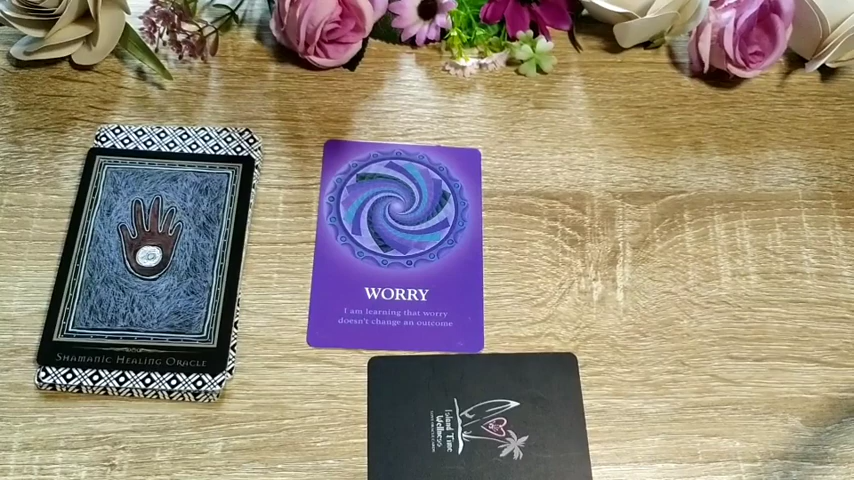 SHAMANIC HEALING ORACLE
WORRY
I am learning that worry
doesn't change an outcome
Island Time
Wellness